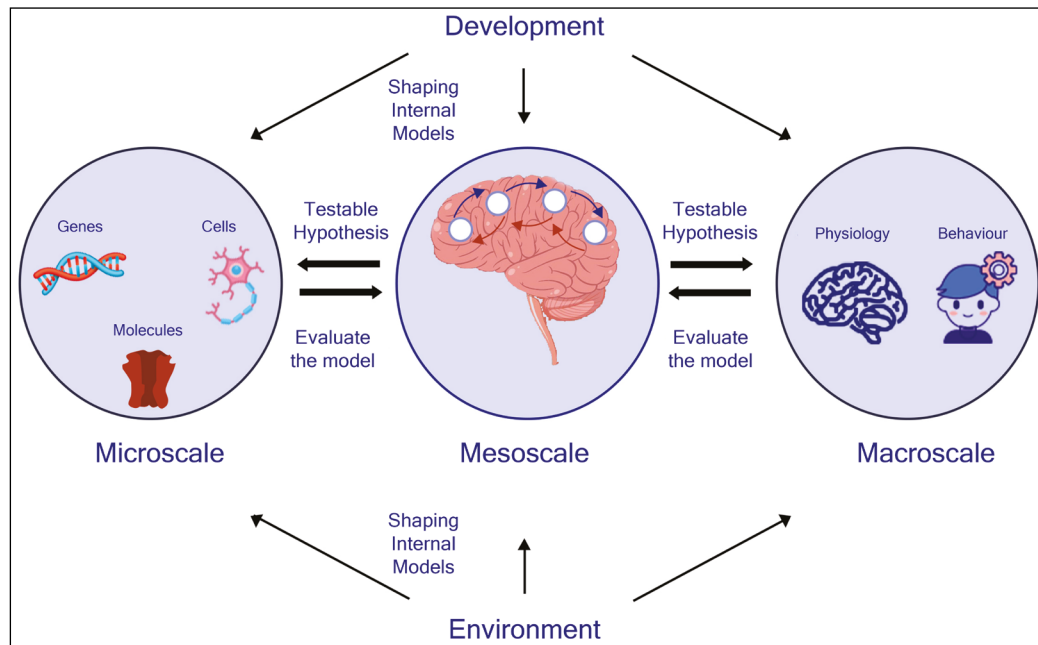 Development
Shaping
Internal
Models
Genes
Cells
Molecules
Testable
Hypothesis
Evaluate
the model
Testable
Hypothesis
Evaluate
the model
Physiology
Behaviour
Microscale
Mesoscale
Macroscale
Shaping
Internal
Models
Environment